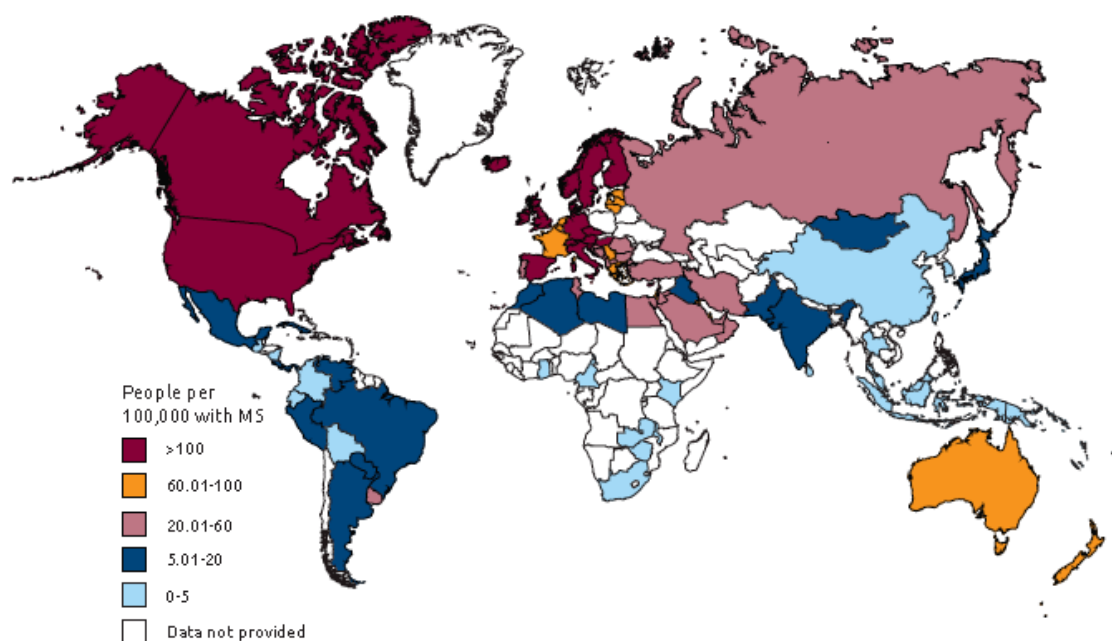 People per
100,000 with MS
>100
60.01-100
20.01-60
5.01-20
0-5
Data not provided